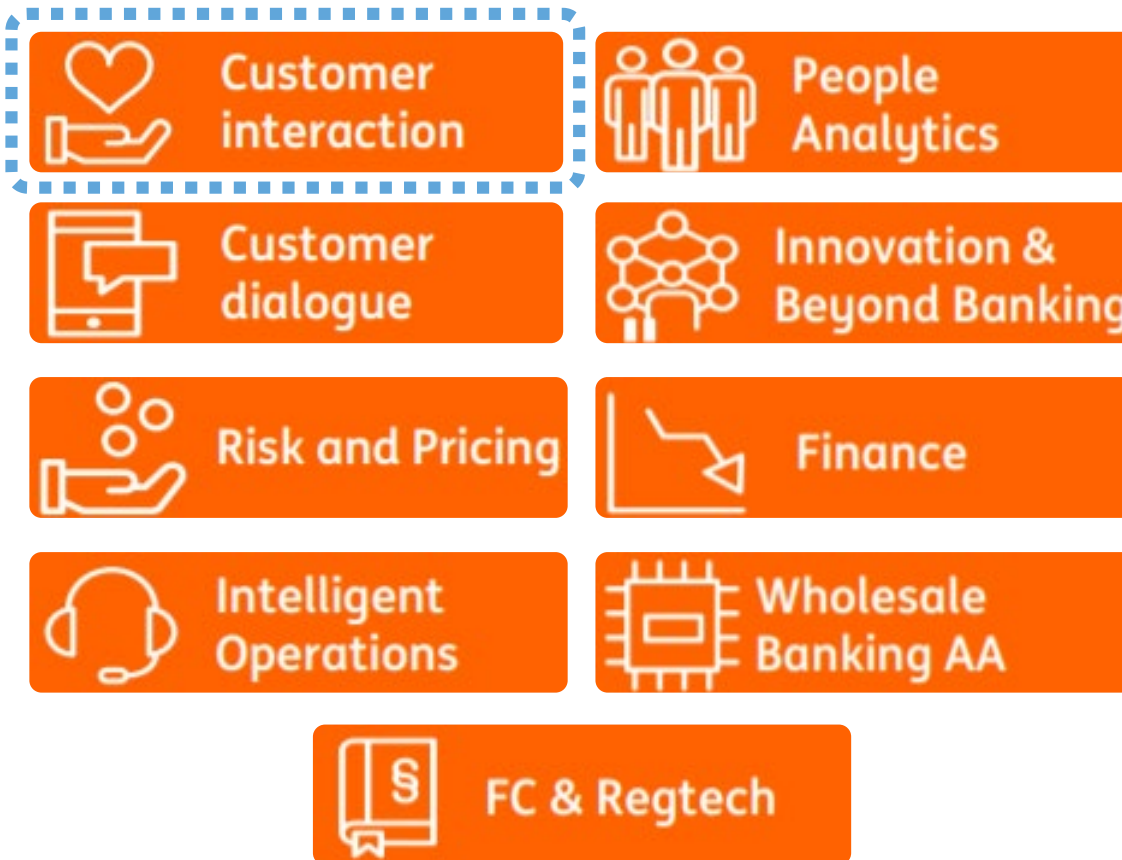 Customer
interaction
People
Analytics
Customer
dialogue
Innovation &
Beyond Banking
Risk and Pricing
Finance
Intelligent
Operations
Wholesale
Banking AA
§
FC & Regtech